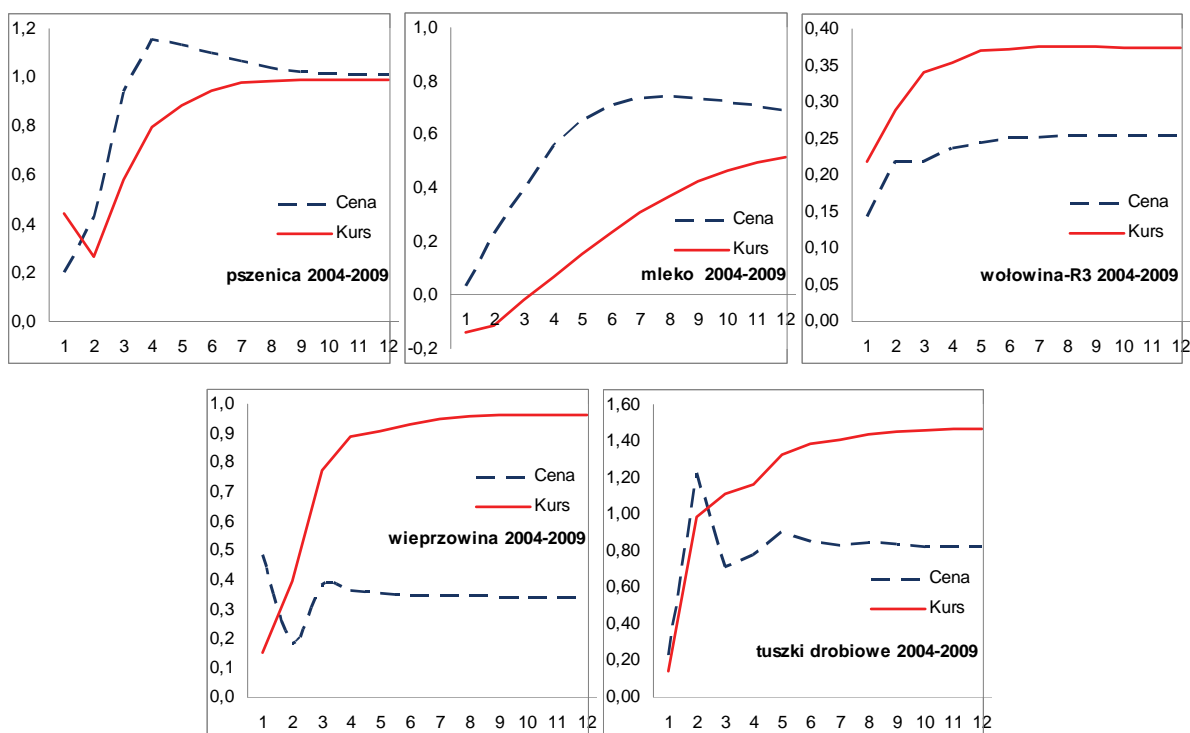 1,2
1,0
0,8
0,6
0,4
0,2
0,0
1 2 3 4 5 6 7 8 9 10 11 12
Cena
Kurs
pszenica 2004-2009
1,0
0,8
0,6
0,4
0,2
0,0
-0,2
1 2 3 4 5 6 7 8 9 10 11 12
Cena
Kurs
mleko 2004-2009
0,40
0,35
0,30
0,25
0,20
0,15
0,10
0,05
0,00
1 2 3 4 5 6 7 8 9 10 11 12
Cena
Kurs
wołowina-R3 2004-2009
1,0
0,9
0,8
0,7
0,6
0,5
0,4
0,3
0,2
0,1
0,0
1 2 3 4 5 6 7 8 9 10 11 12
Cena
Kurs
wieprzowina 2004-2009
1,60
1,40
1,20
1,00
0,80
0,60
0,40
0,20
0,00
1 2 3 4 5 6 7 8 9 10 11 12
Cena
Kurs
tuszki drobiowe 2004-2009